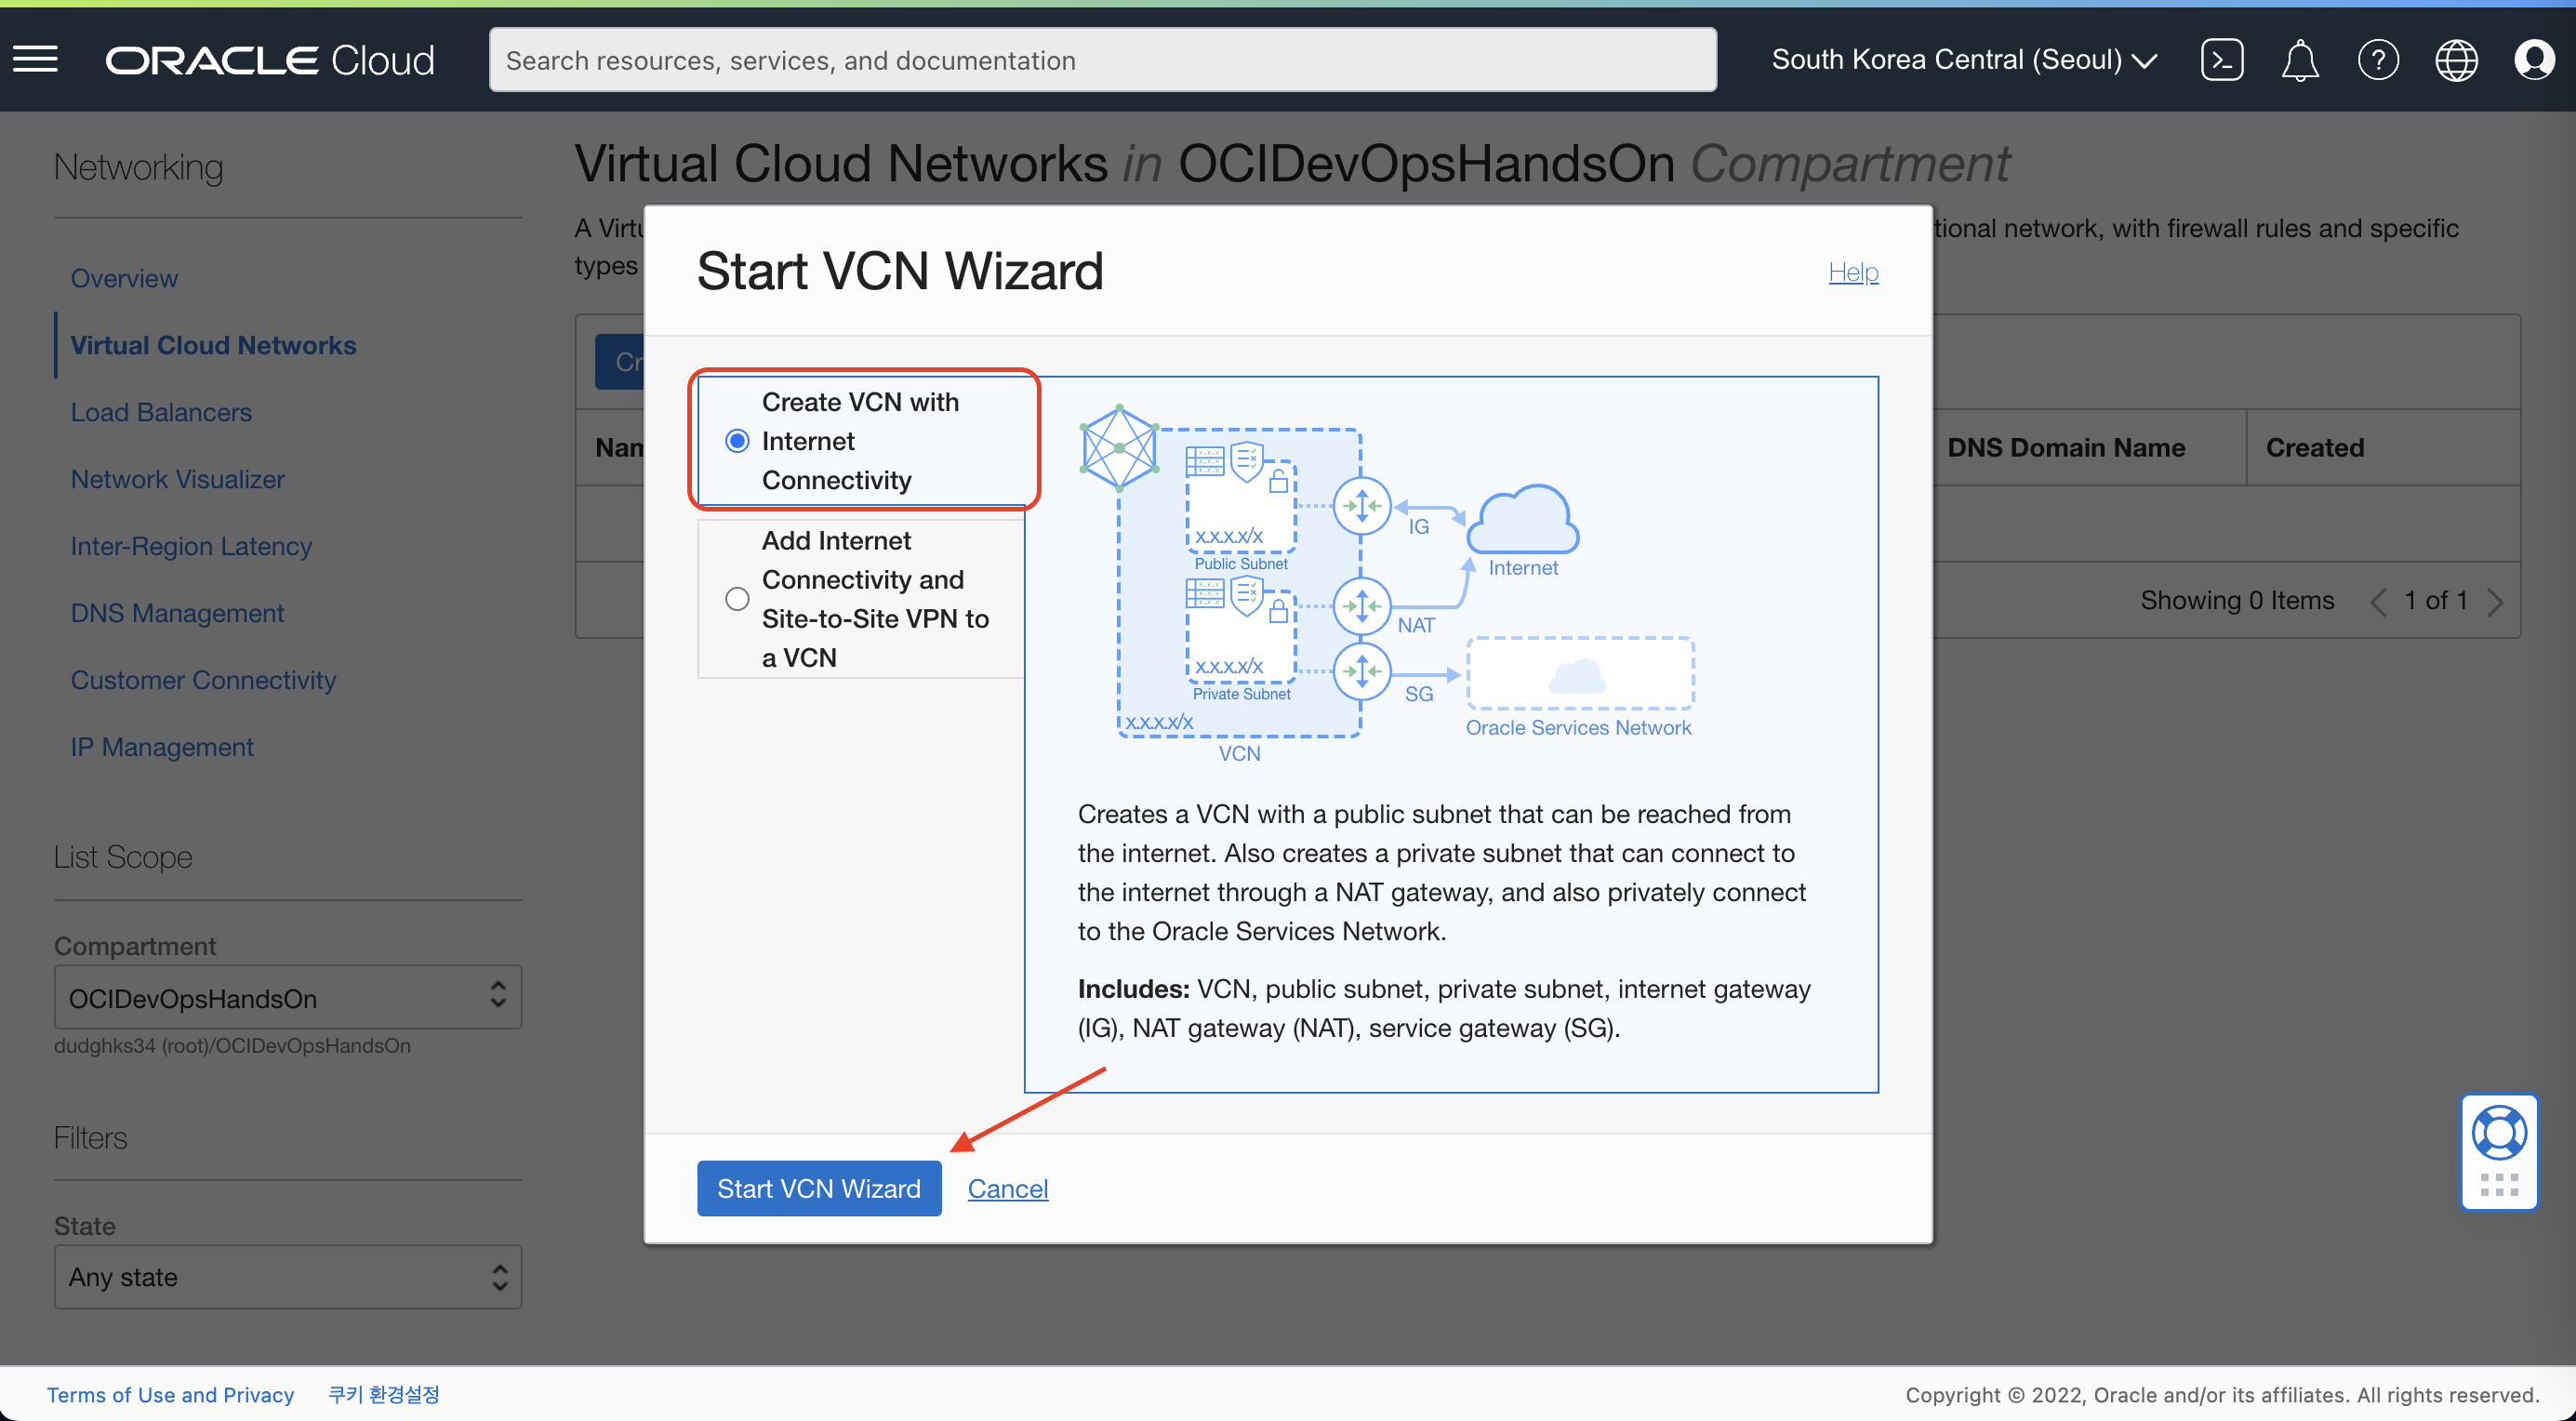 ORACLE Cloud
Search resources, services, and documentation
South Korea Central (Seoul)
Networking
Overview
Virtual Cloud Networks
Load Balancers
Network Visualizer
Inter-Region Latency
DNS Management
Customer Connectivity
IP Management
List Scope
Compartment
OCIDevOpsHandsOn
dudghks34 (root)/OCIDevOpsHandsOn
Filters
State
Any state
Virtual Cloud Networks in OCIDevOpsHandsOn Compartment
A Virtu
tional network, with firewall rules and specific
types
Cr
Nam
DNS Domain Name
Created
Showing 0 Items
1 of 1
Start VCN Wizard
Help
Create VCN with
Internet
Connectivity
Add Internet
Connectivity and
Site-to-Site VPN to
a VCN
x.x.x.x/x
Public Subnet
x.x.x.x/x
Private Subnet
x.x.x.x/x
VCN
IG
Internet
NAT
SG
Oracle Services Network
Creates a VCN with a public subnet that can be reached from
the internet. Also creates a private subnet that can connect to
the internet through a NAT gateway, and also privately connect
to the Oracle Services Network.
Includes: VCN, public subnet, private subnet, internet gateway
(IG), NAT gateway (NAT), service gateway (SG).
Start VCN Wizard
Cancel
Terms of Use and Privacy
쿠키 환경설정
Copyright © 2022, Oracle and/or its affiliates. All rights reserved.